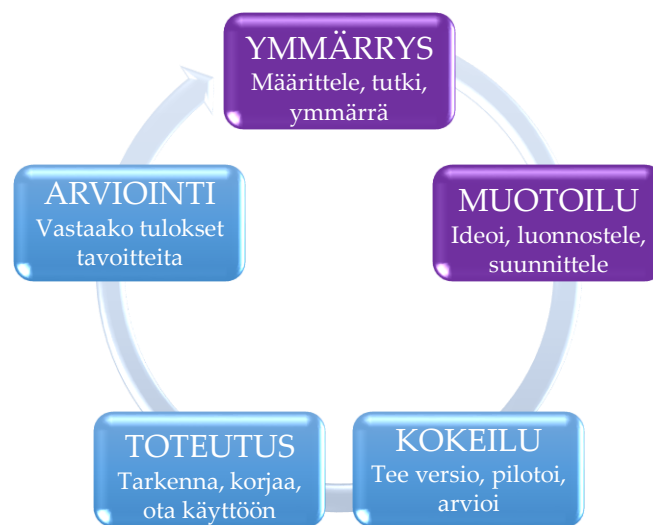 YMMÄRRYS
Määrittele, tutki,
ymmärrä
MUOTOILU
Ideoi, luonnostele,
suunnittele
KOKEILU
Tee versio, pilotoi,
arvioi
TOTEUTUS
Tarkenna, korjaa,
ota käyttöön
ARVIOINTI
Vastaako tulokset
tavoitteita